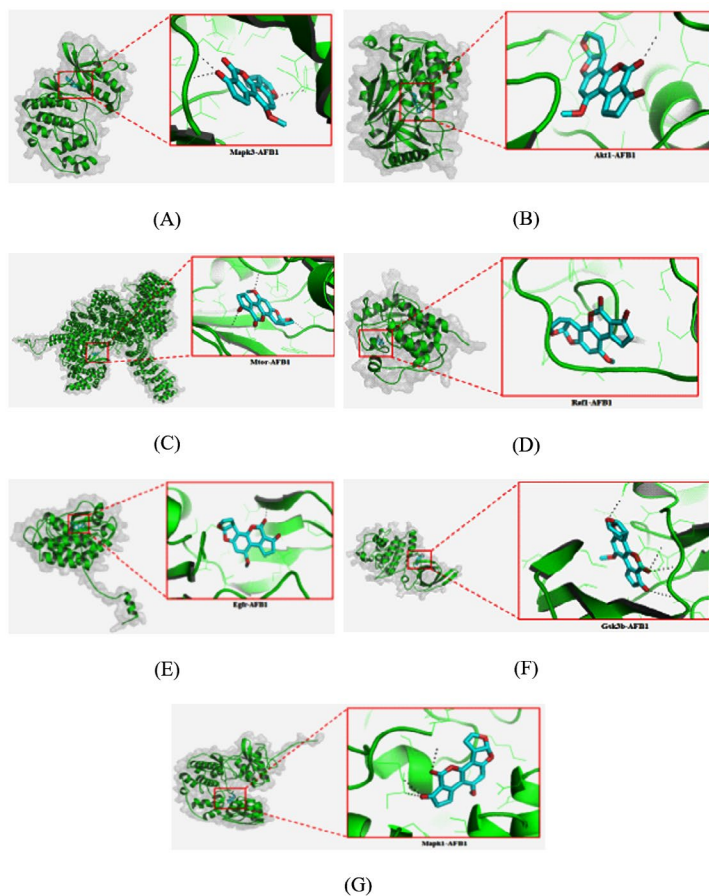 Mapk3-AFB1
Akt1-AFB1
(A)
(B)
Mtor-AFB1
Raf1-AFB1
(C)
(D)
Egfr-AFB1
Gsk3b-AFB1
(E)
(F)
Mapk1-AFB1
(G)